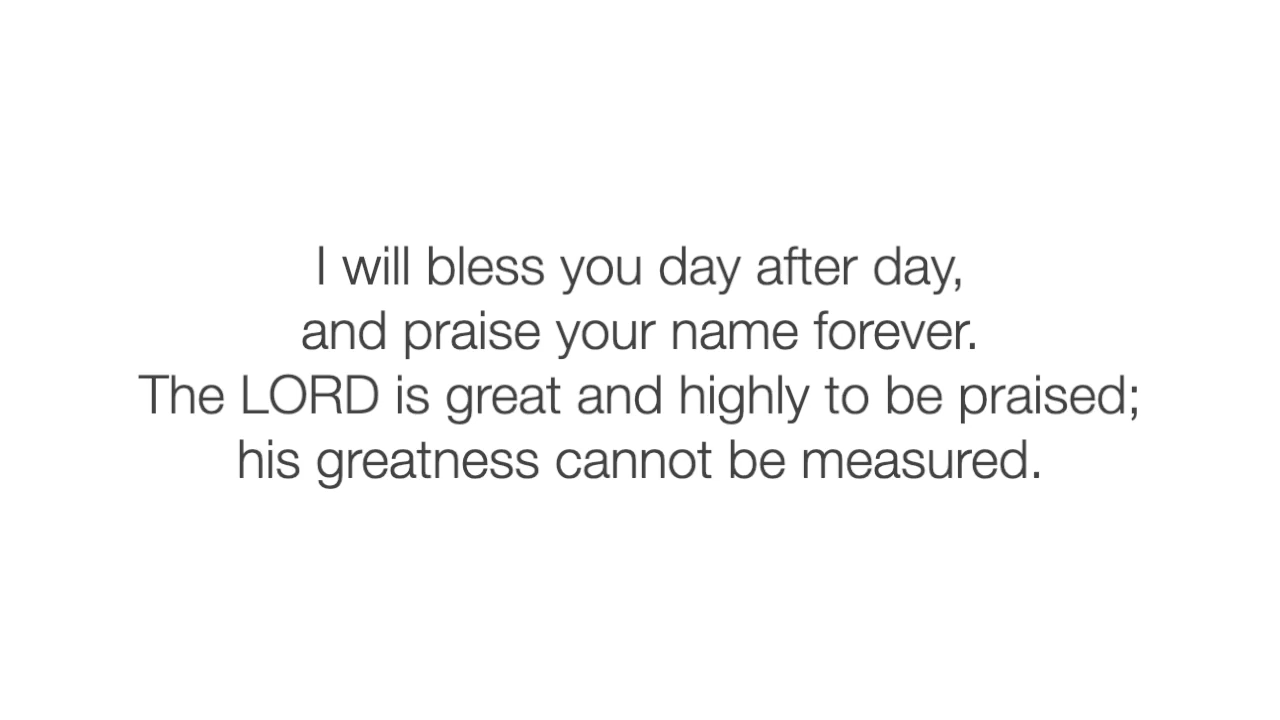 I will bless you day after day,
and praise your name forever.
The LORD is great and highly to be praised;
his greatness cannot be measured.